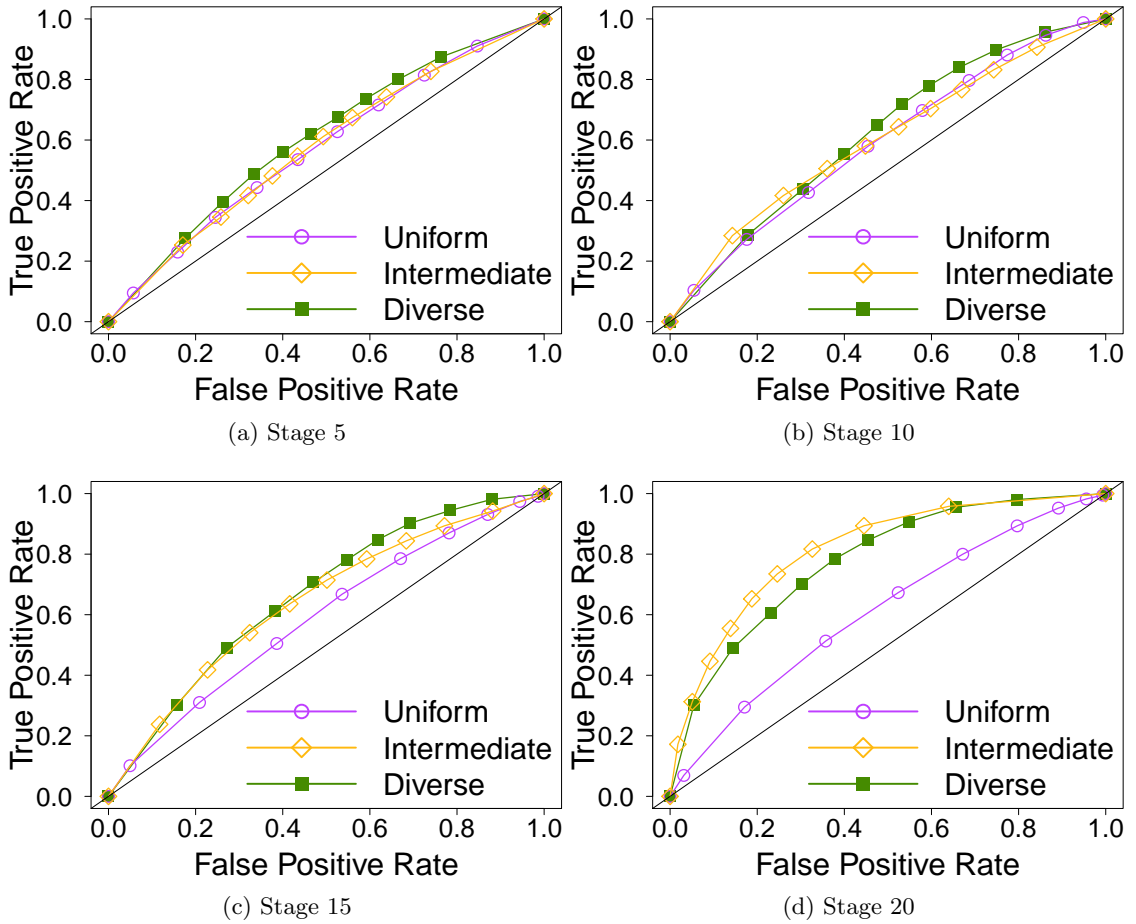 True Positive Rate
1.0
0.8
0.6
0.4
0.2
0.0
Uniform
Intermediate
Diverse
0.0 0.2 0.4 0.6 0.8 1.0
False Positive Rate
(a) Stage 5
True Positive Rate
1.0
0.8
0.6
0.4
0.2
0.0
Uniform
Intermediate
Diverse
0.0 0.2 0.4 0.6 0.8 1.0
False Positive Rate
(b) Stage 10
True Positive Rate
1.0
0.8
0.6
0.4
0.2
0.0
Uniform
Intermediate
Diverse
0.0 0.2 0.4 0.6 0.8 1.0
False Positive Rate
(c) Stage 15
True Positive Rate
1.0
0.8
0.6
0.4
0.2
0.0
Uniform
Intermediate
Diverse
0.0 0.2 0.4 0.6 0.8 1.0
False Positive Rate
(d) Stage 20